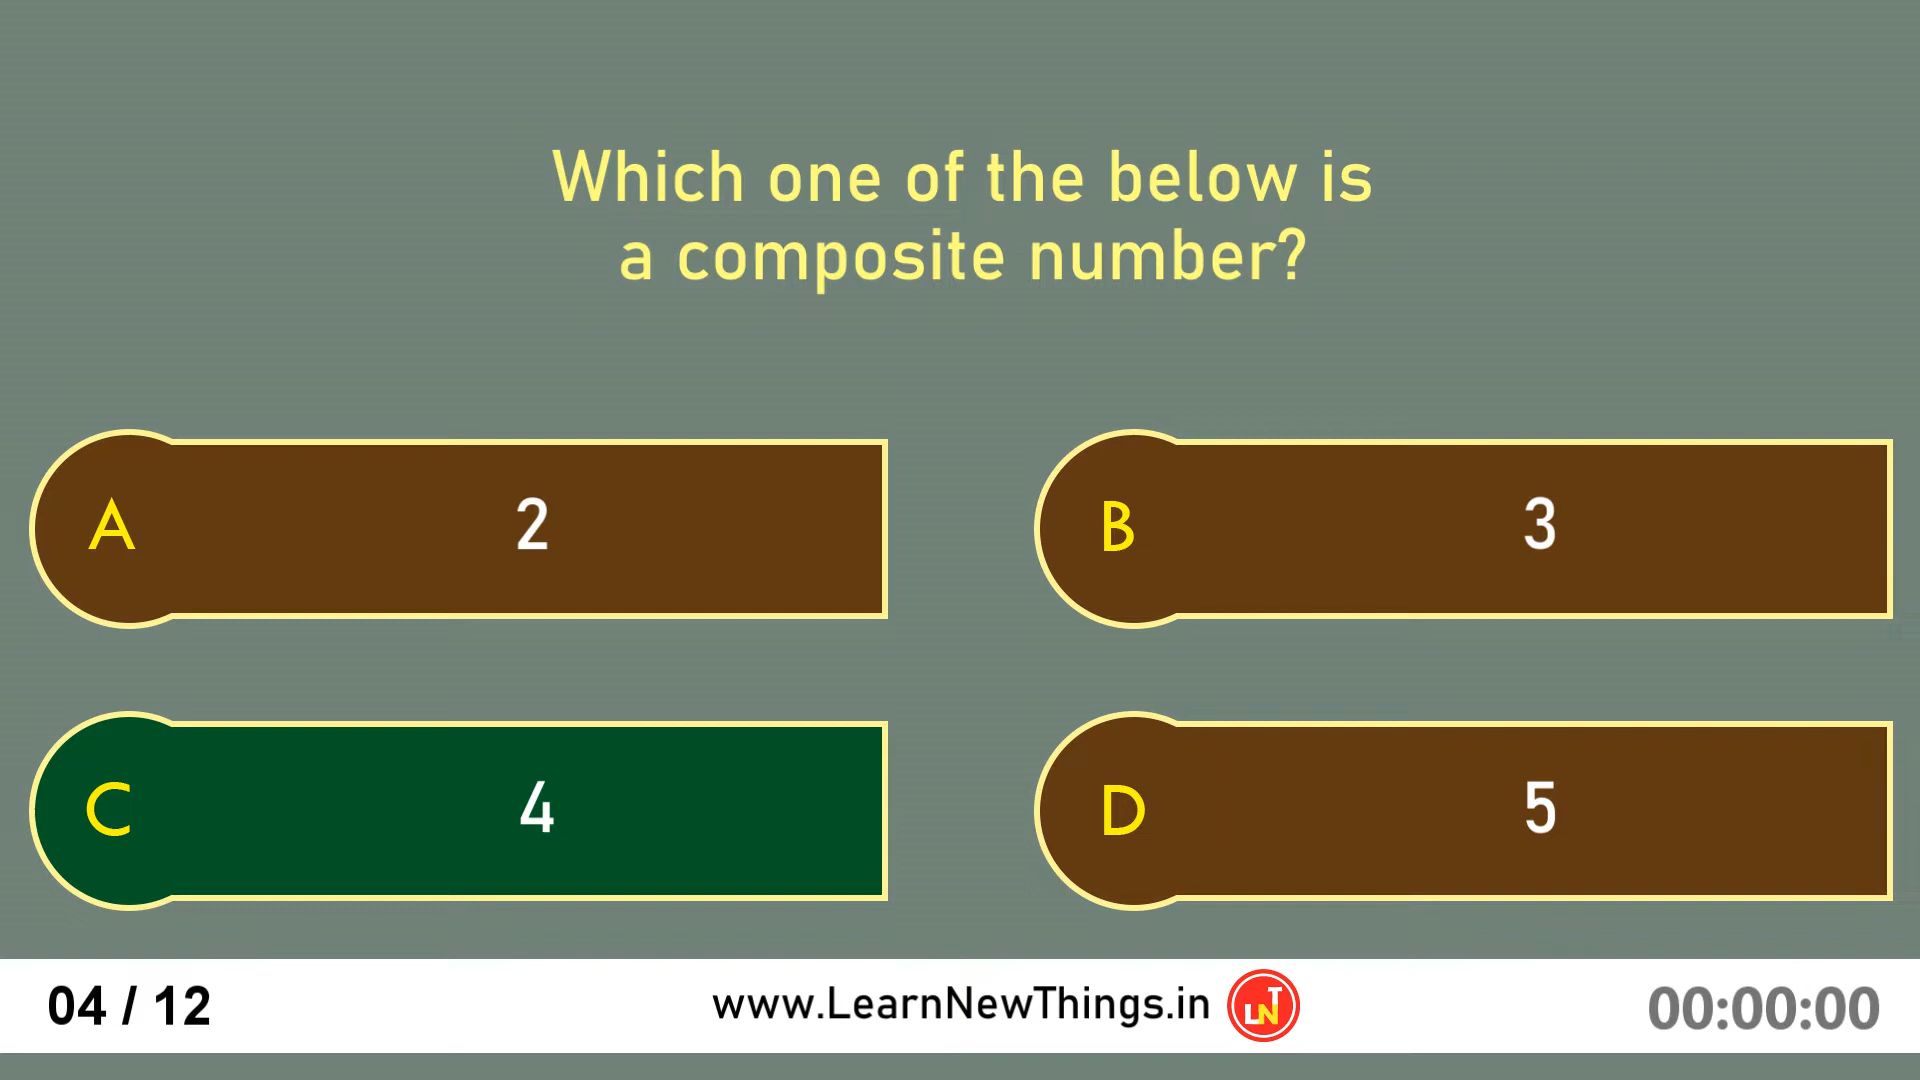 Which one of the below is
a composite number?
A 2
B 3
C 4
D 5
04 / 12
www.LearnNewThings.in
LNT
00:00:00